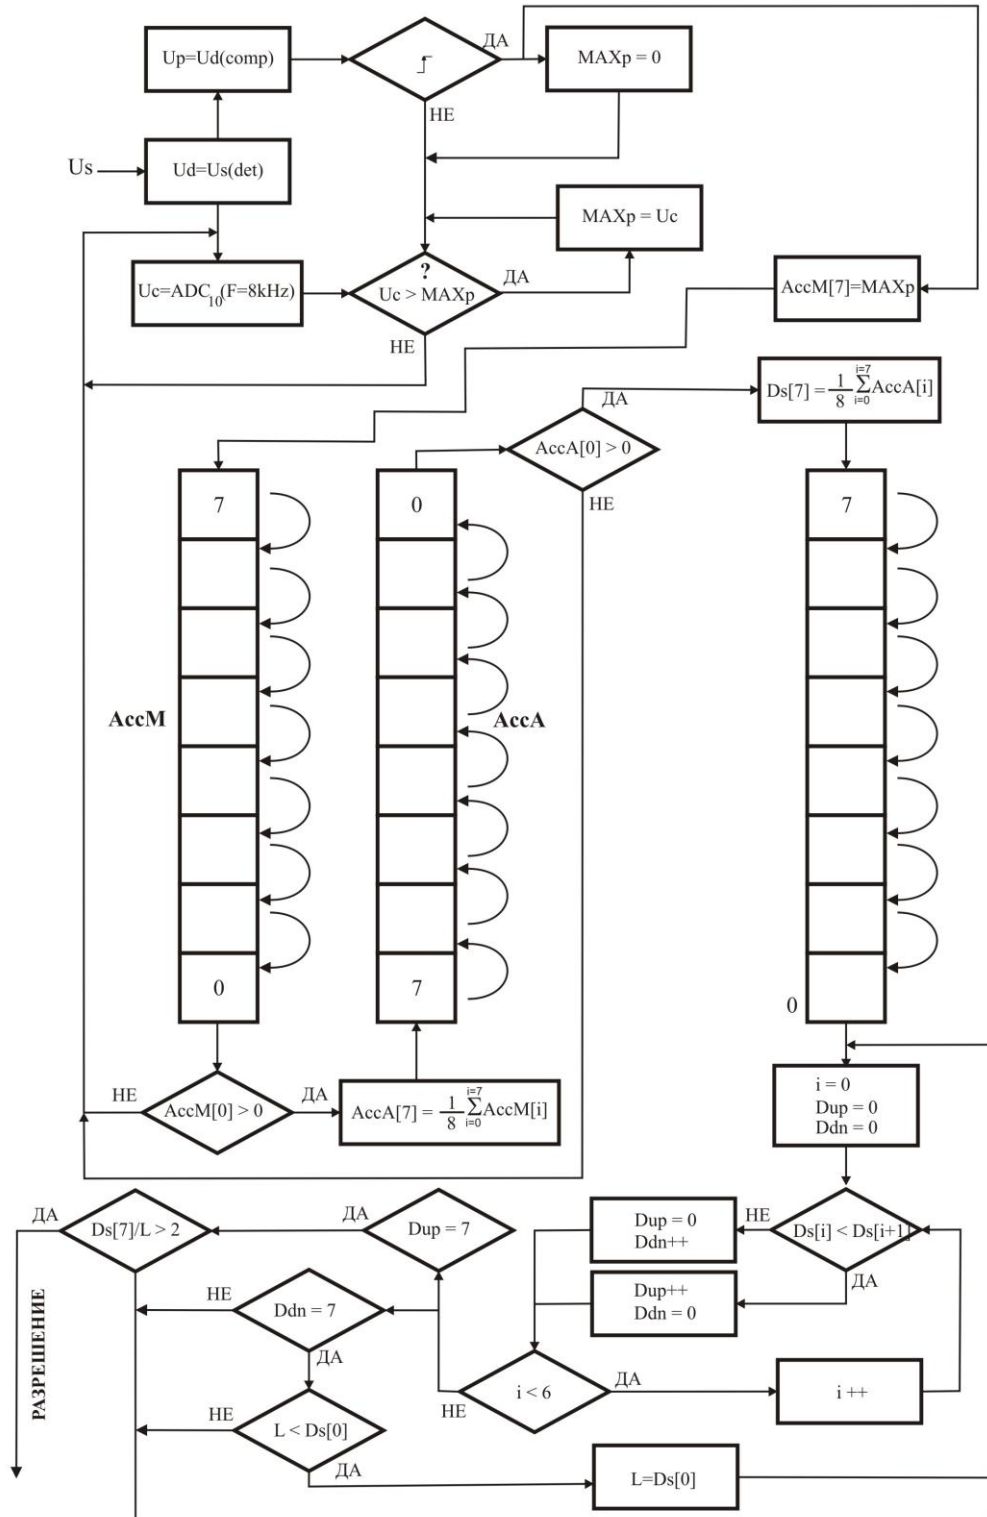 ДА
Up=Ud(comp)
MAXp = 0
НЕ
Us
Ud=Us(det)
MAXp = Uc
?
Uc=ADC10(F=8kHz)
Uc > MAXp
ДА
AccM[7]=MAXp
НЕ
ДА
Ds[7] = 1/8 i=7 Σ i=0 AccA[i]
AccA[0] > 0
НЕ
7
0
7
AccM
AccA
0
7
0
НЕ
AccM[0] > 0
ДА
AccA[7] = 1/8 i=7 Σ i=0 AccM[i]
i = 0
Dup = 0
Ddn = 0
ДА
Ds[7]/L > 2
ДА
Dup = 7
Dup = 0
Ddn++
НЕ
Ds[i] < Ds[i+1]
ДА
НЕ
Ddn = 7
Dup++
Ddn = 0
ДА
РАЗРЕШЕНИЕ
НЕ
i < 6
ДА
i ++
НЕ
L < Ds[0]
ДА
L=Ds[0]